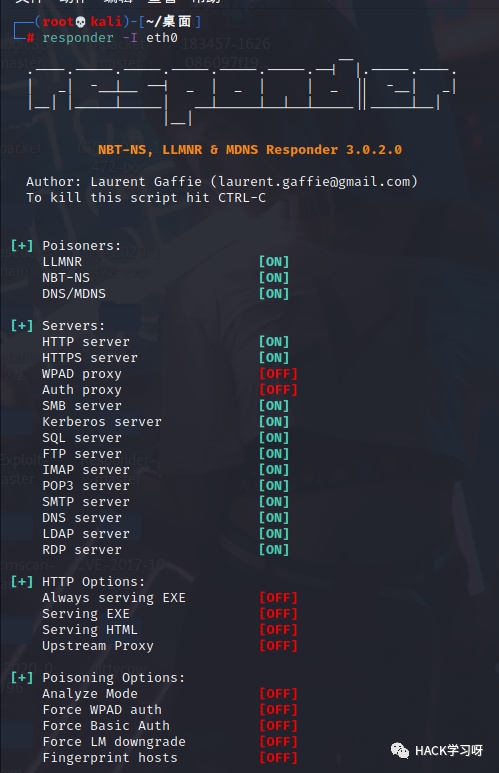 ┌──(root💀kali)-[~/桌面]
└─# responder -I eth0
NBT-NS, LLMNR & MDNS Responder 3.0.2.0
Author: Laurent Gaffie (laurent.gaffie@gmail.com)
To kill this script hit CTRL-C
[+] Poisoners:
LLMNR [ON]
NBT-NS [ON]
DNS/MDNS [ON]
[+] Servers:
HTTP server [ON]
HTTPS server [ON]
WPAD proxy [OFF]
Auth proxy [OFF]
SMB server [ON]
Kerberos server [ON]
SQL server [ON]
FTP server [ON]
IMAP server [ON]
POP3 server [ON]
SMTP server [ON]
DNS server [ON]
LDAP server [ON]
RDP server [ON]
[+] HTTP Options:
Always serving EXE [OFF]
Serving EXE [OFF]
Serving HTML [OFF]
Upstream Proxy [OFF]
[+] Poisoning Options:
Analyze Mode [OFF]
Force WPAD auth [OFF]
Force Basic Auth [OFF]
Force LM downgrade [OFF]
Fingerprint hosts [OFF]
HACK学习呀